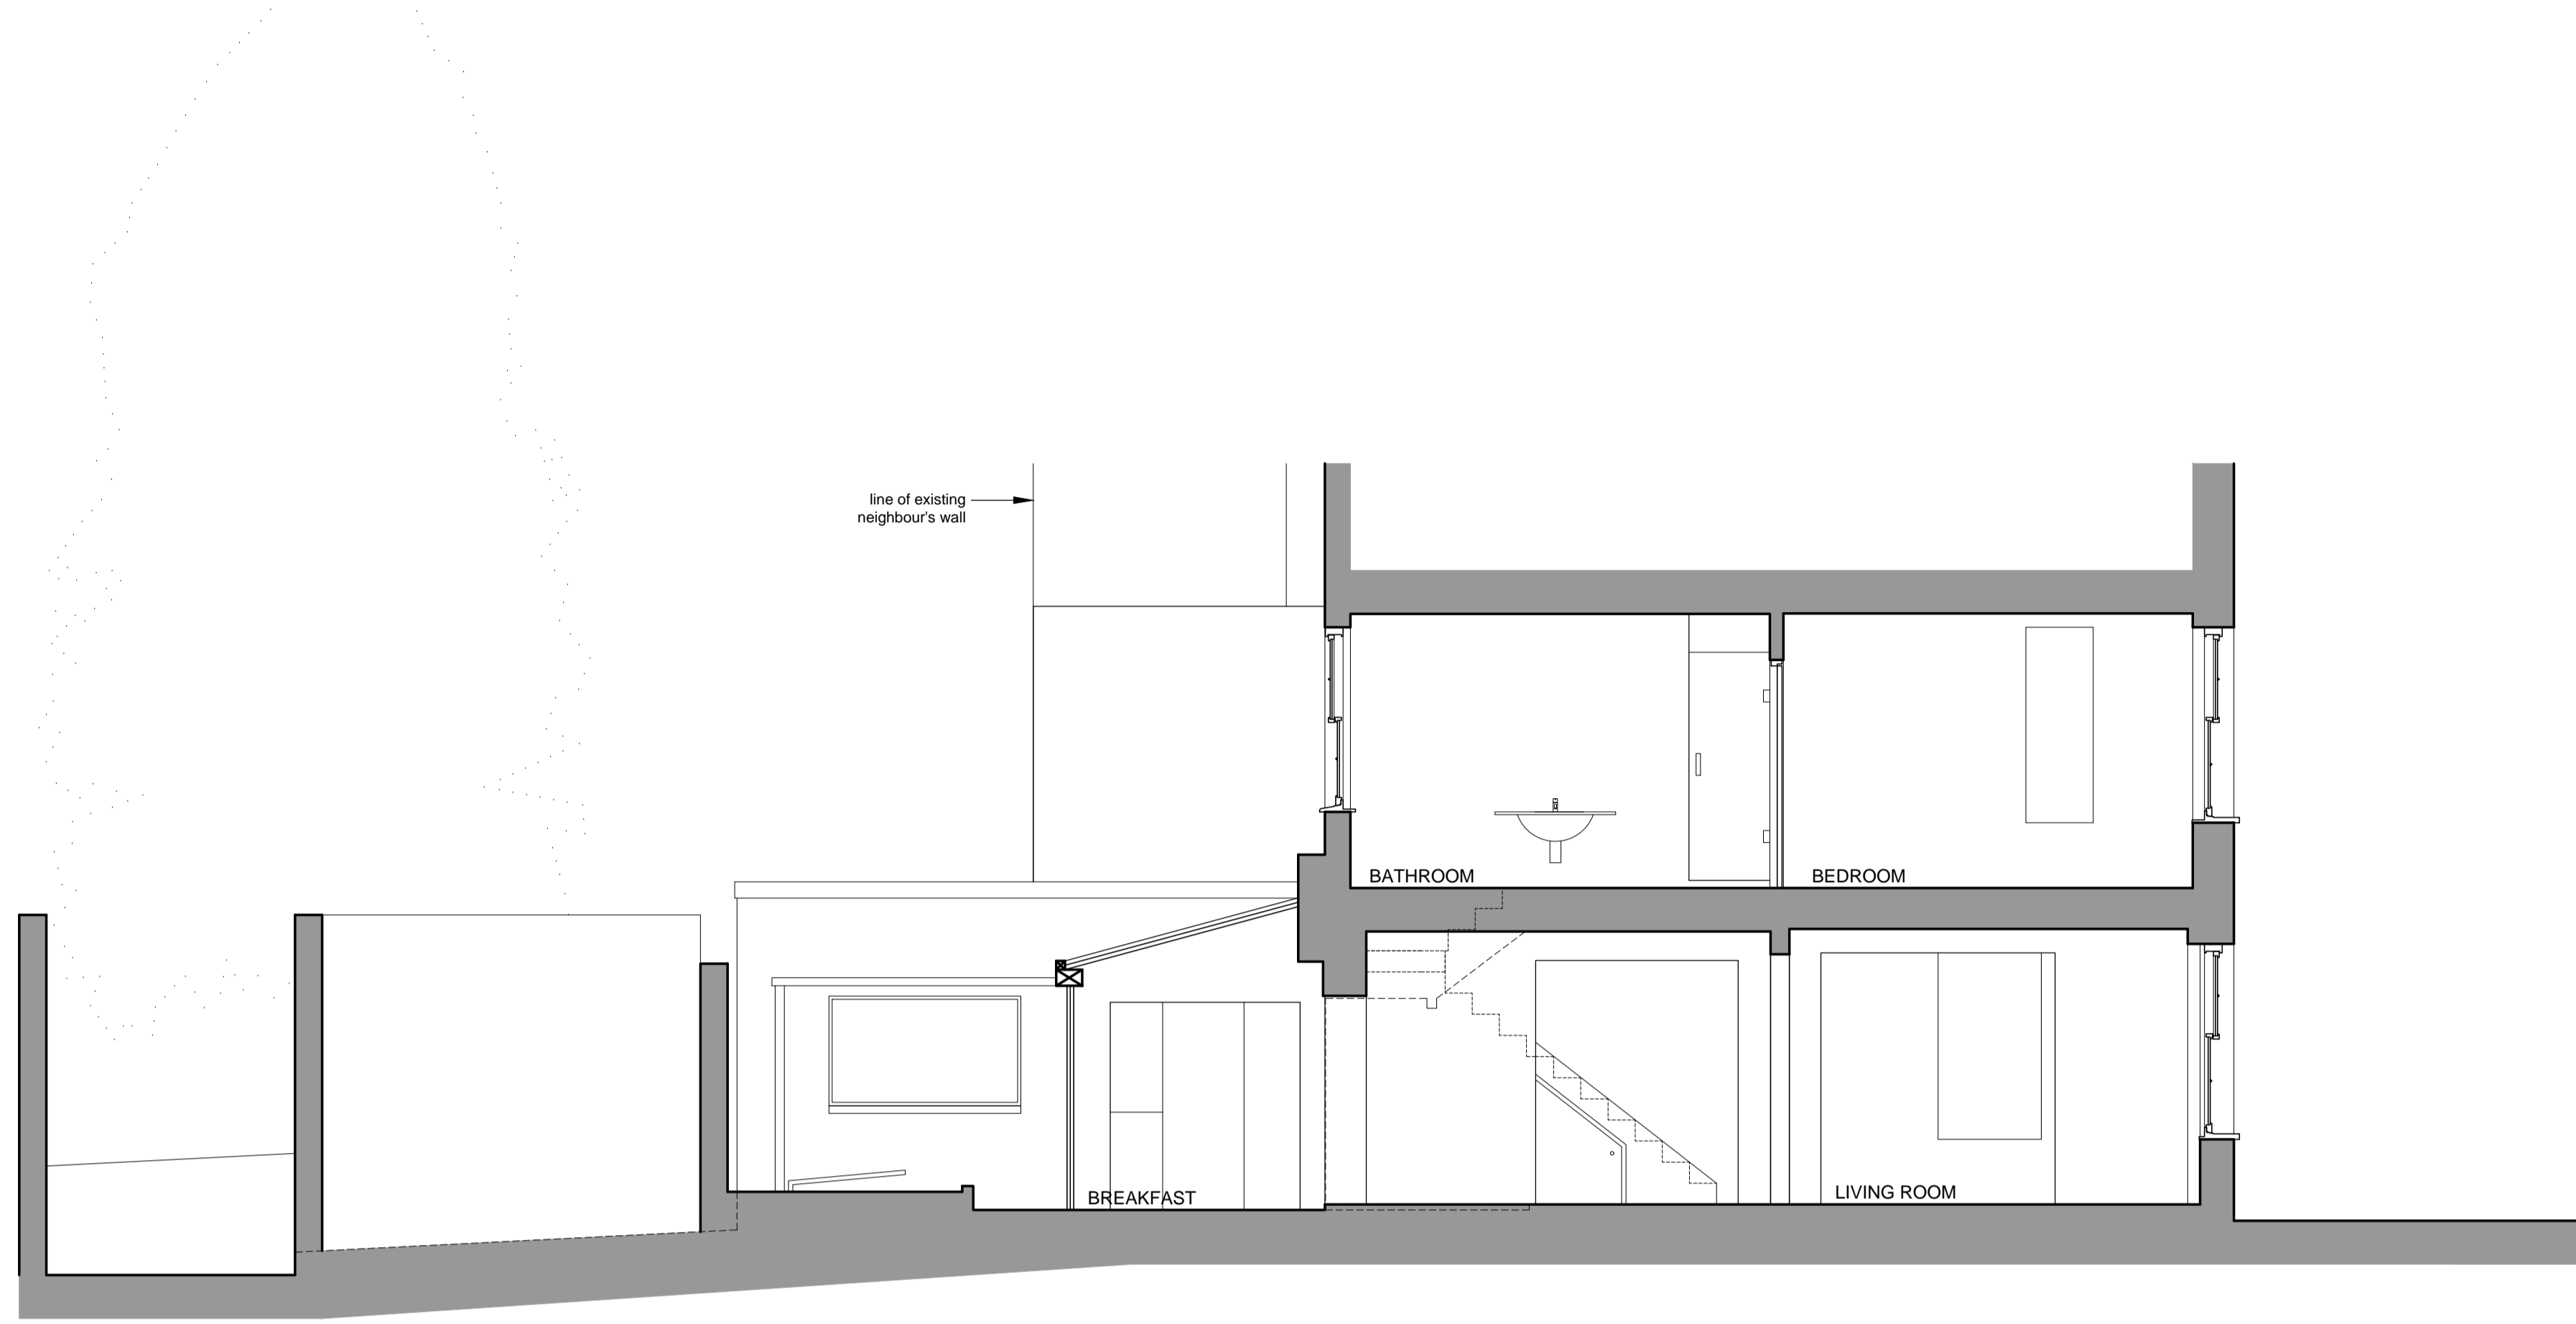 line of existing
neighbour's wall
BATHROOM
BEDROOM
BREAKFAST
LIVING ROOM